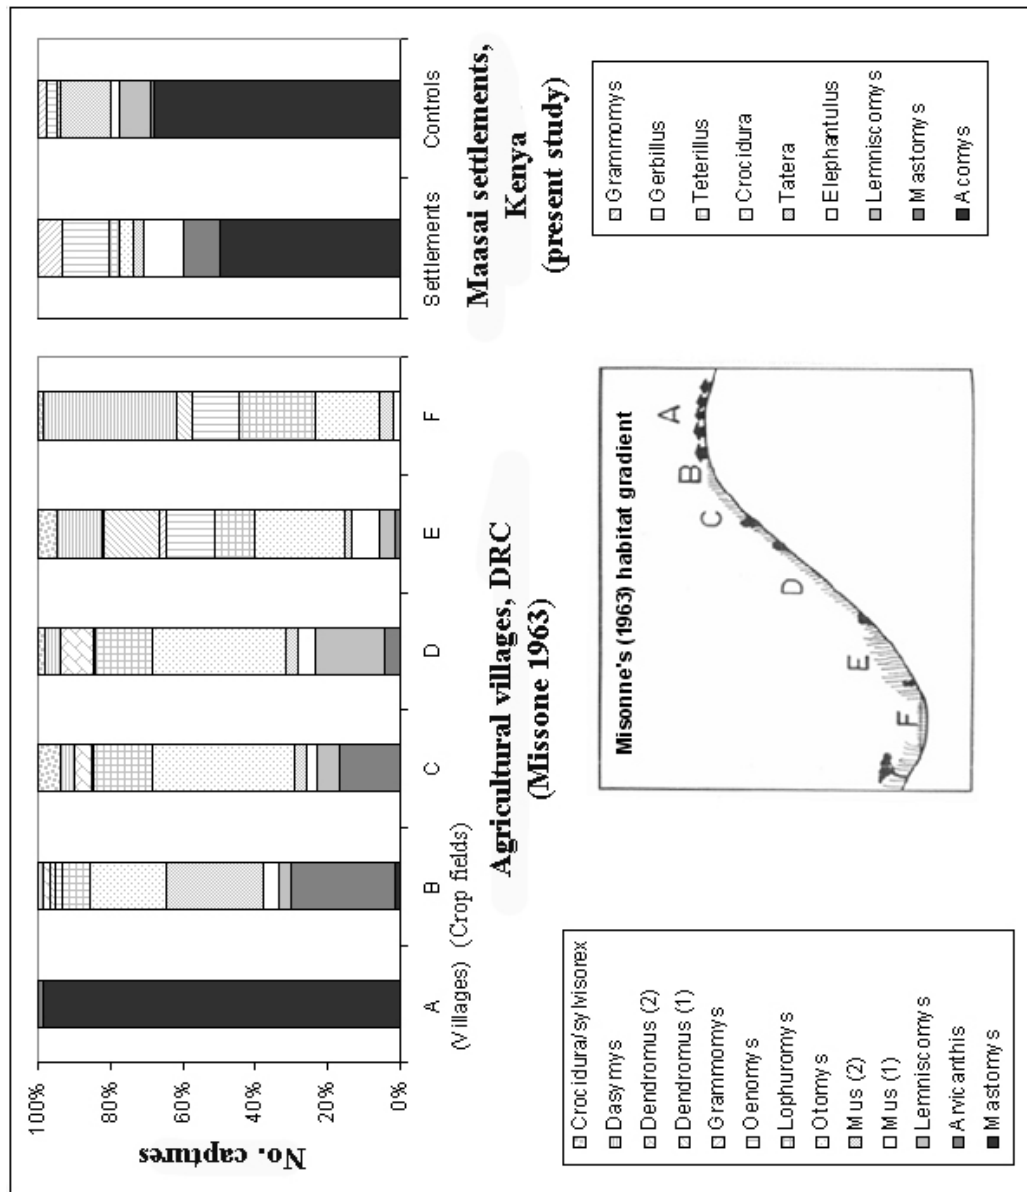 No. captures
100%
80%
60%
40%
20%
0%
A
B
C
D
E
F
(Villages) (Crop fields)
Agricultural villages, DRC
(Missone 1963)
Settlements
Controls
Maasai settlements,
Kenya
(present study)
Crocidura/sylvisorex
Dasymys
Dendromus (2)
Dendromus (1)
Grammomys
Oenomys
Lophuromys
Otomys
Mus (2)
Mus (1)
Lemniscomys
Arvicanthis
Mastomys
Misonne's (1963) habitat gradient
A
B
C
D
E
F
Grammomys
Gerbillus
Teterillus
Crocidura
Tatera
Elephantulus
Lemniscomys
Mastomys
Acomys